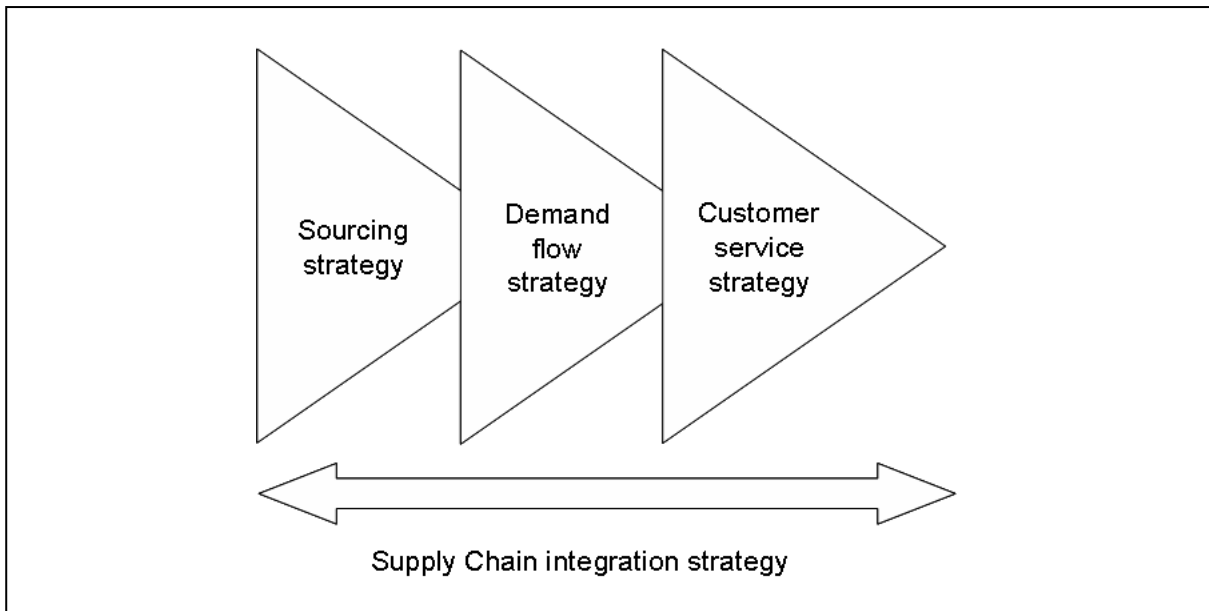 Sourcing
strategy
Demand
flow
strategy
Customer
service
strategy
Supply Chain integration strategy